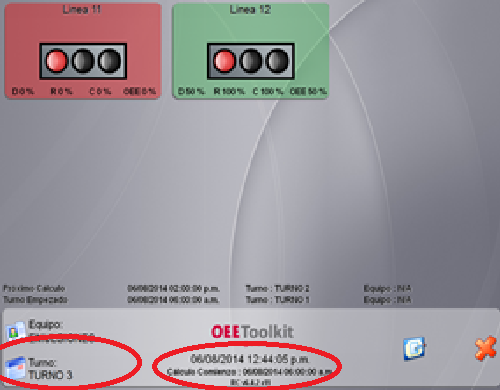 Linea 11
Linea 12
D 0 % R 0 % C 0 % OEE 0 %
D 50 % R 100 % C 100 % OEE 50 %
Próximo Calculo 06/08/2014 02:00:00 p.m. Turno : TURNO 2 Equipo : N/A
Turno Empezado 06/08/2014 06:00:00 a.m. Turno : TURNO 1 Equipo : N/A
Equipo:
OEEToolkit
Turno:
TURNO 3
06/08/2014 12:44:05 p.m.
Calculo Comienzo : 06/08/2014 06:00:00 a.m.